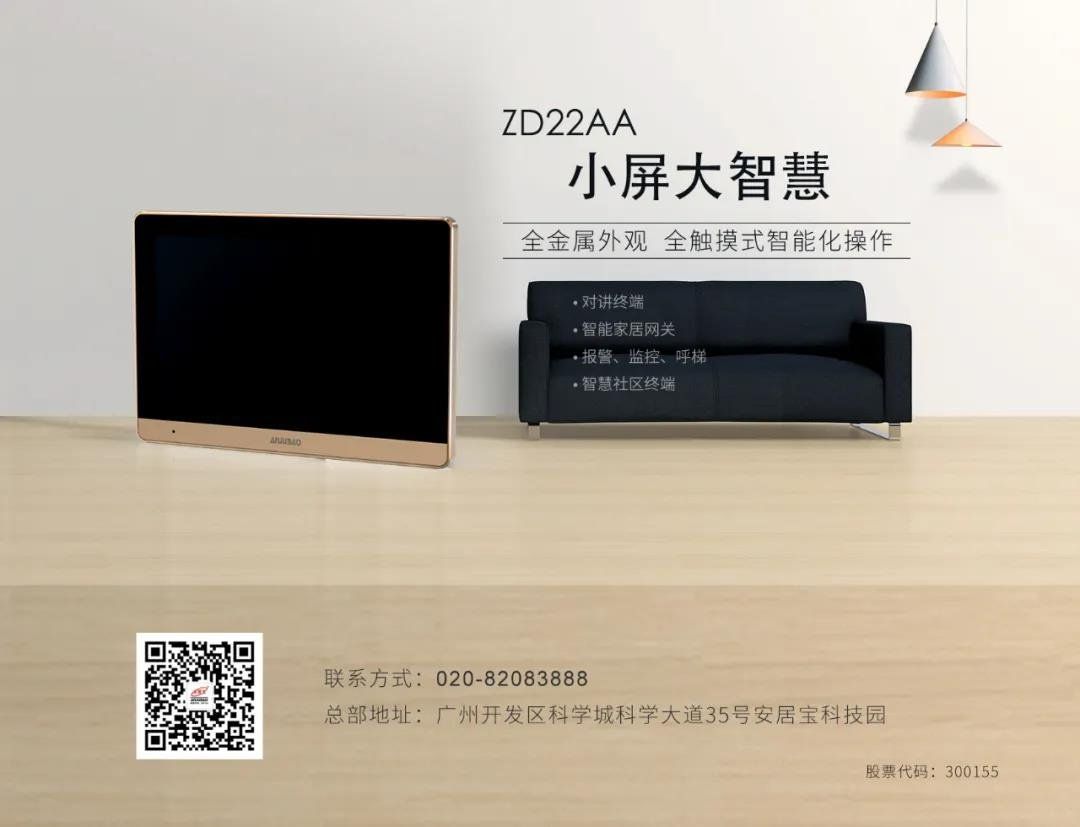 ZD22AA
小屏大智慧
全金属外观 全触摸式智能化操作
• 对讲终端
• 智能家居网关
• 报警、监控、呼梯
• 智慧社区终端
联系方式：020-82083888
总部地址：广州开发区科学城科学大道35号安居宝科技园
股票代码：300155